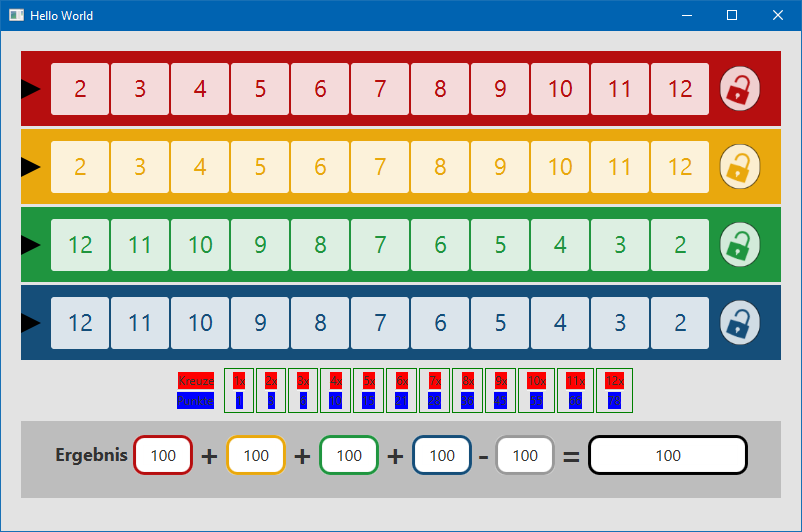 Hello World
2 3 4 5 6 7 8 9 10 11 12
2 3 4 5 6 7 8 9 10 11 12
12 11 10 9 8 7 6 5 4 3 2
12 11 10 9 8 7 6 5 4 3 2
Kreuze 1x 2x 3x 4x 5x 6x 7x 8x 9x 10x 11x 12x
Punkte 1 3 6 10 15 21 28 36 45 55 66 78
Ergebnis 100 + 100 + 100 + 100 - 100 = 100